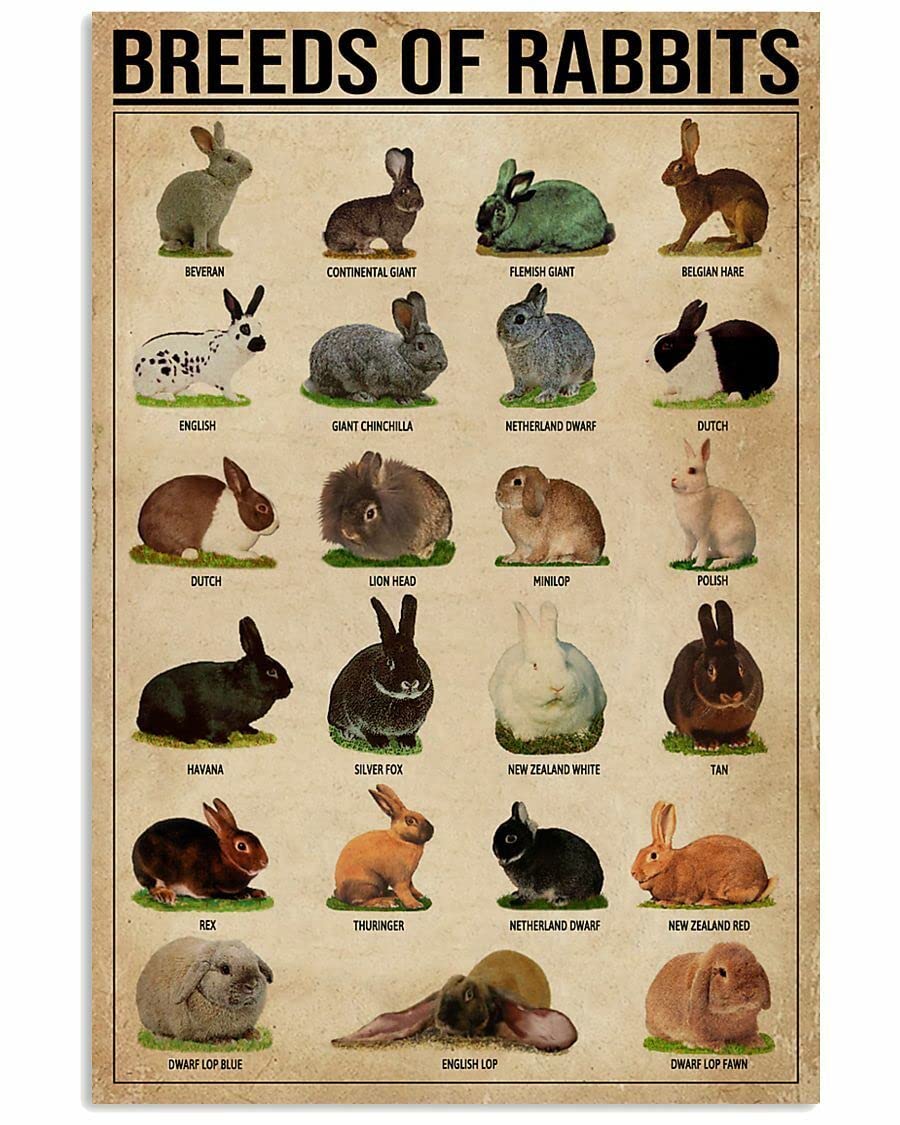 BREEDS OF RABBITS
BEVERAN
CONTINENTAL GIANT
FLEMISH GIANT
BELGIAN HARE
ENGLISH
GIANT CHINCHILLA
NETHERLAND DWARF
DUTCH
DUTCH
LION HEAD
MINILOP
POLISH
HAVANA
SILVER FOX
NEW ZEALAND WHITE
TAN
REX
THURINGER
NETHERLAND DWARF
NEW ZEALAND RED
DWARF LOP BLUE
ENGLISH LOP
DWARF LOP FAWN